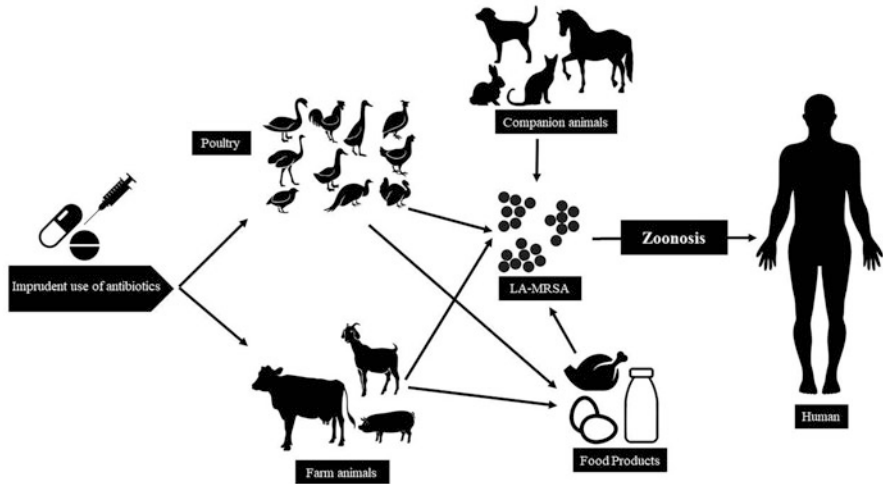 Companion animals
Poultry
Imprudent use of antibiotics
Zoonosis
LA-MRSA
Human
Farm animals
Food Products